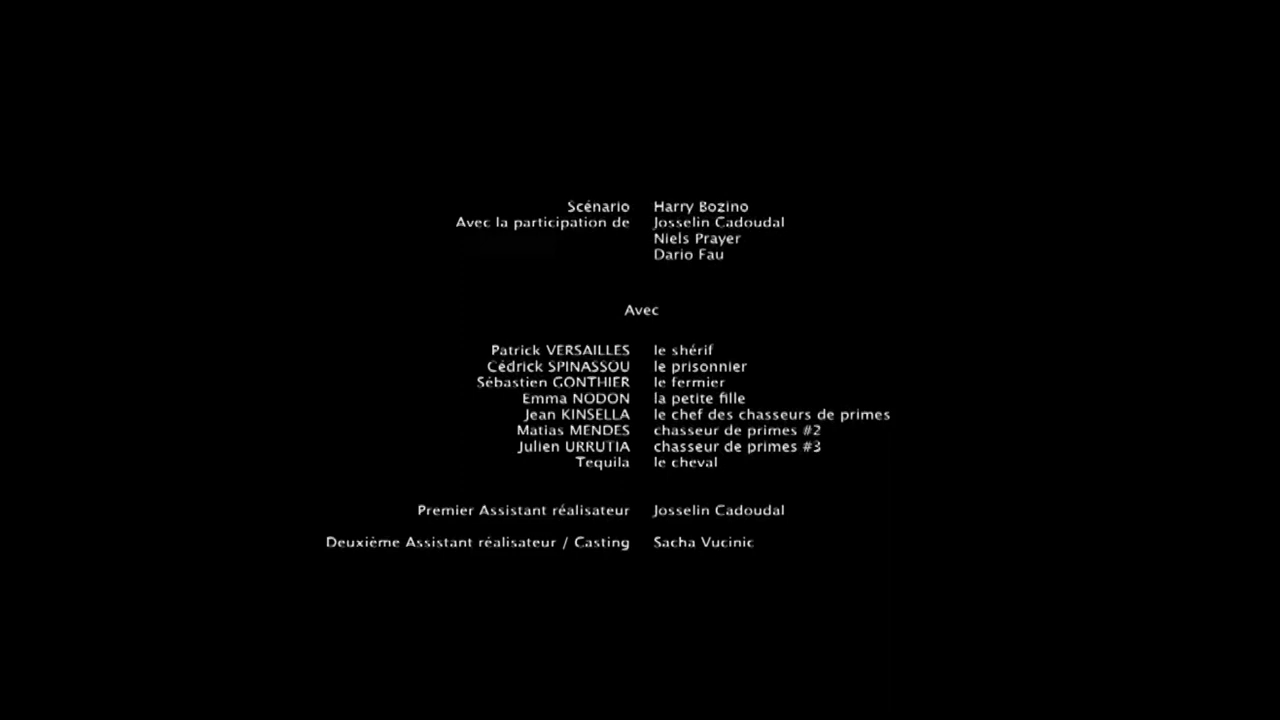 Scénario Harry Bozino
Avec la participation de Josselin Cadoudal
Niels Prayer
Dario Fau
Avec
Patrick VERSAILLES le shérif
Cédrick SPINASSOU le prisonnier
Sébastien GONTHIER le fermier
Emma NODON la petite fille
Jean KINSELLA le chef des chasseurs de primes
Matias MENDES chasseur de primes #2
Julien URRUTIA chasseur de primes #3
Tequila le cheval
Premier Assistant réalisateur Josselin Cadoudal
Deuxième Assistant réalisateur / Casting Sacha Vucinic